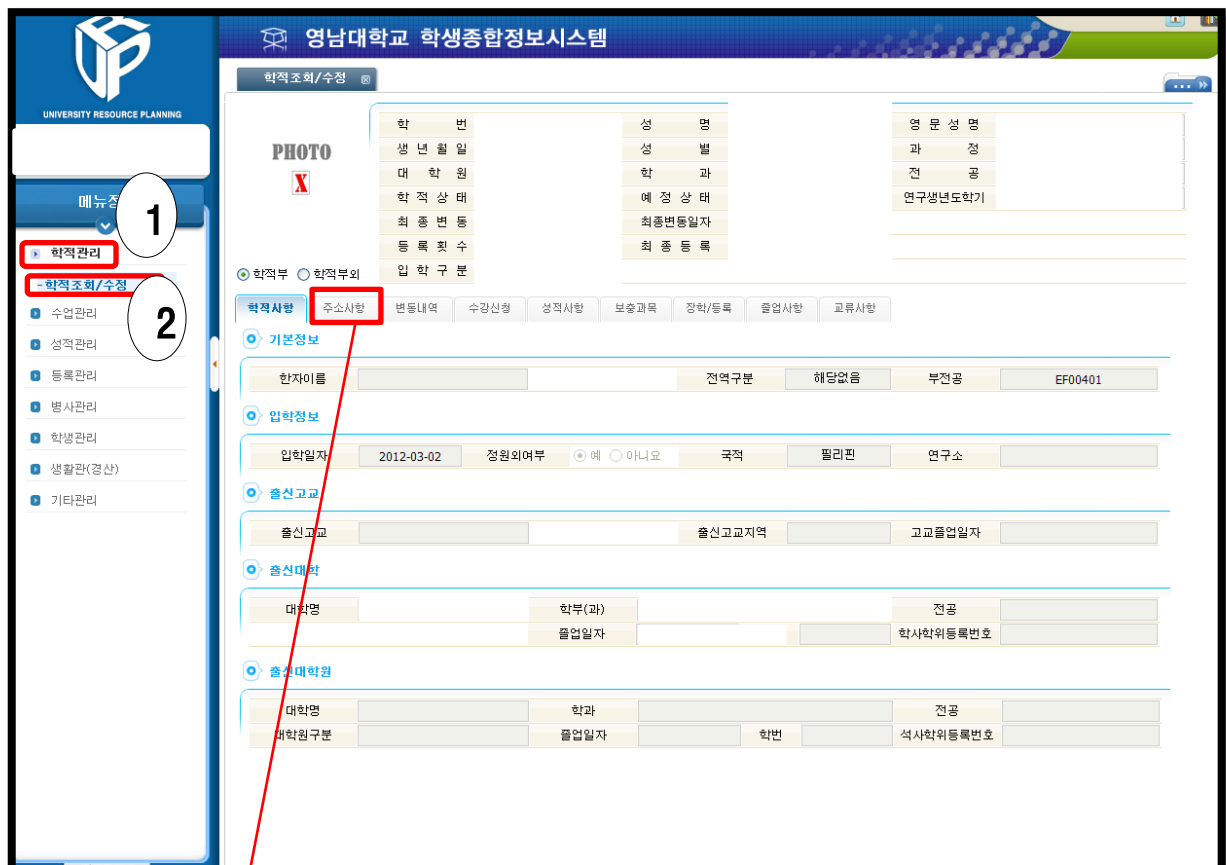 영남대학교 학생종합정보시스템
UNIVERSITY RESOURCE PLANNING
학적조회/수정
PHOTO
X
학 번 성 명 영 문 성 명
생 년 월 일 성 별 과 정
대 학 원 학 과 전 공
학 적 상 태 예 정 상 태 연구생년도학기
최 종 변 동 최종변동일자
등 록 횟 수 최 종 등 록
학적부 학적부외 입 학 구 분
1
학적관리
-학적조회/수정
2
수업관리
성적관리
등록관리
병사관리
학생관리
생활관(경산)
기타관리
학적사항 주소사항 변동내역 수강신청 성적사항 보충과목 장학/등록 졸업사항 교류사항
기본정보
한자이름 전역구분 해당없음 부전공 EF00401
입학정보
입학일자 2012-03-02 정원외여부 예 아니요 국적 필리핀 연구소
출신고교
출신고교 출신고교지역 고교졸업일자
출신대학
대학명 학부(과) 전공
졸업일자 학사학위등록번호
출신대학원
대학명 학과 전공
대학원구분 졸업일자 학번 석사학위등록번호